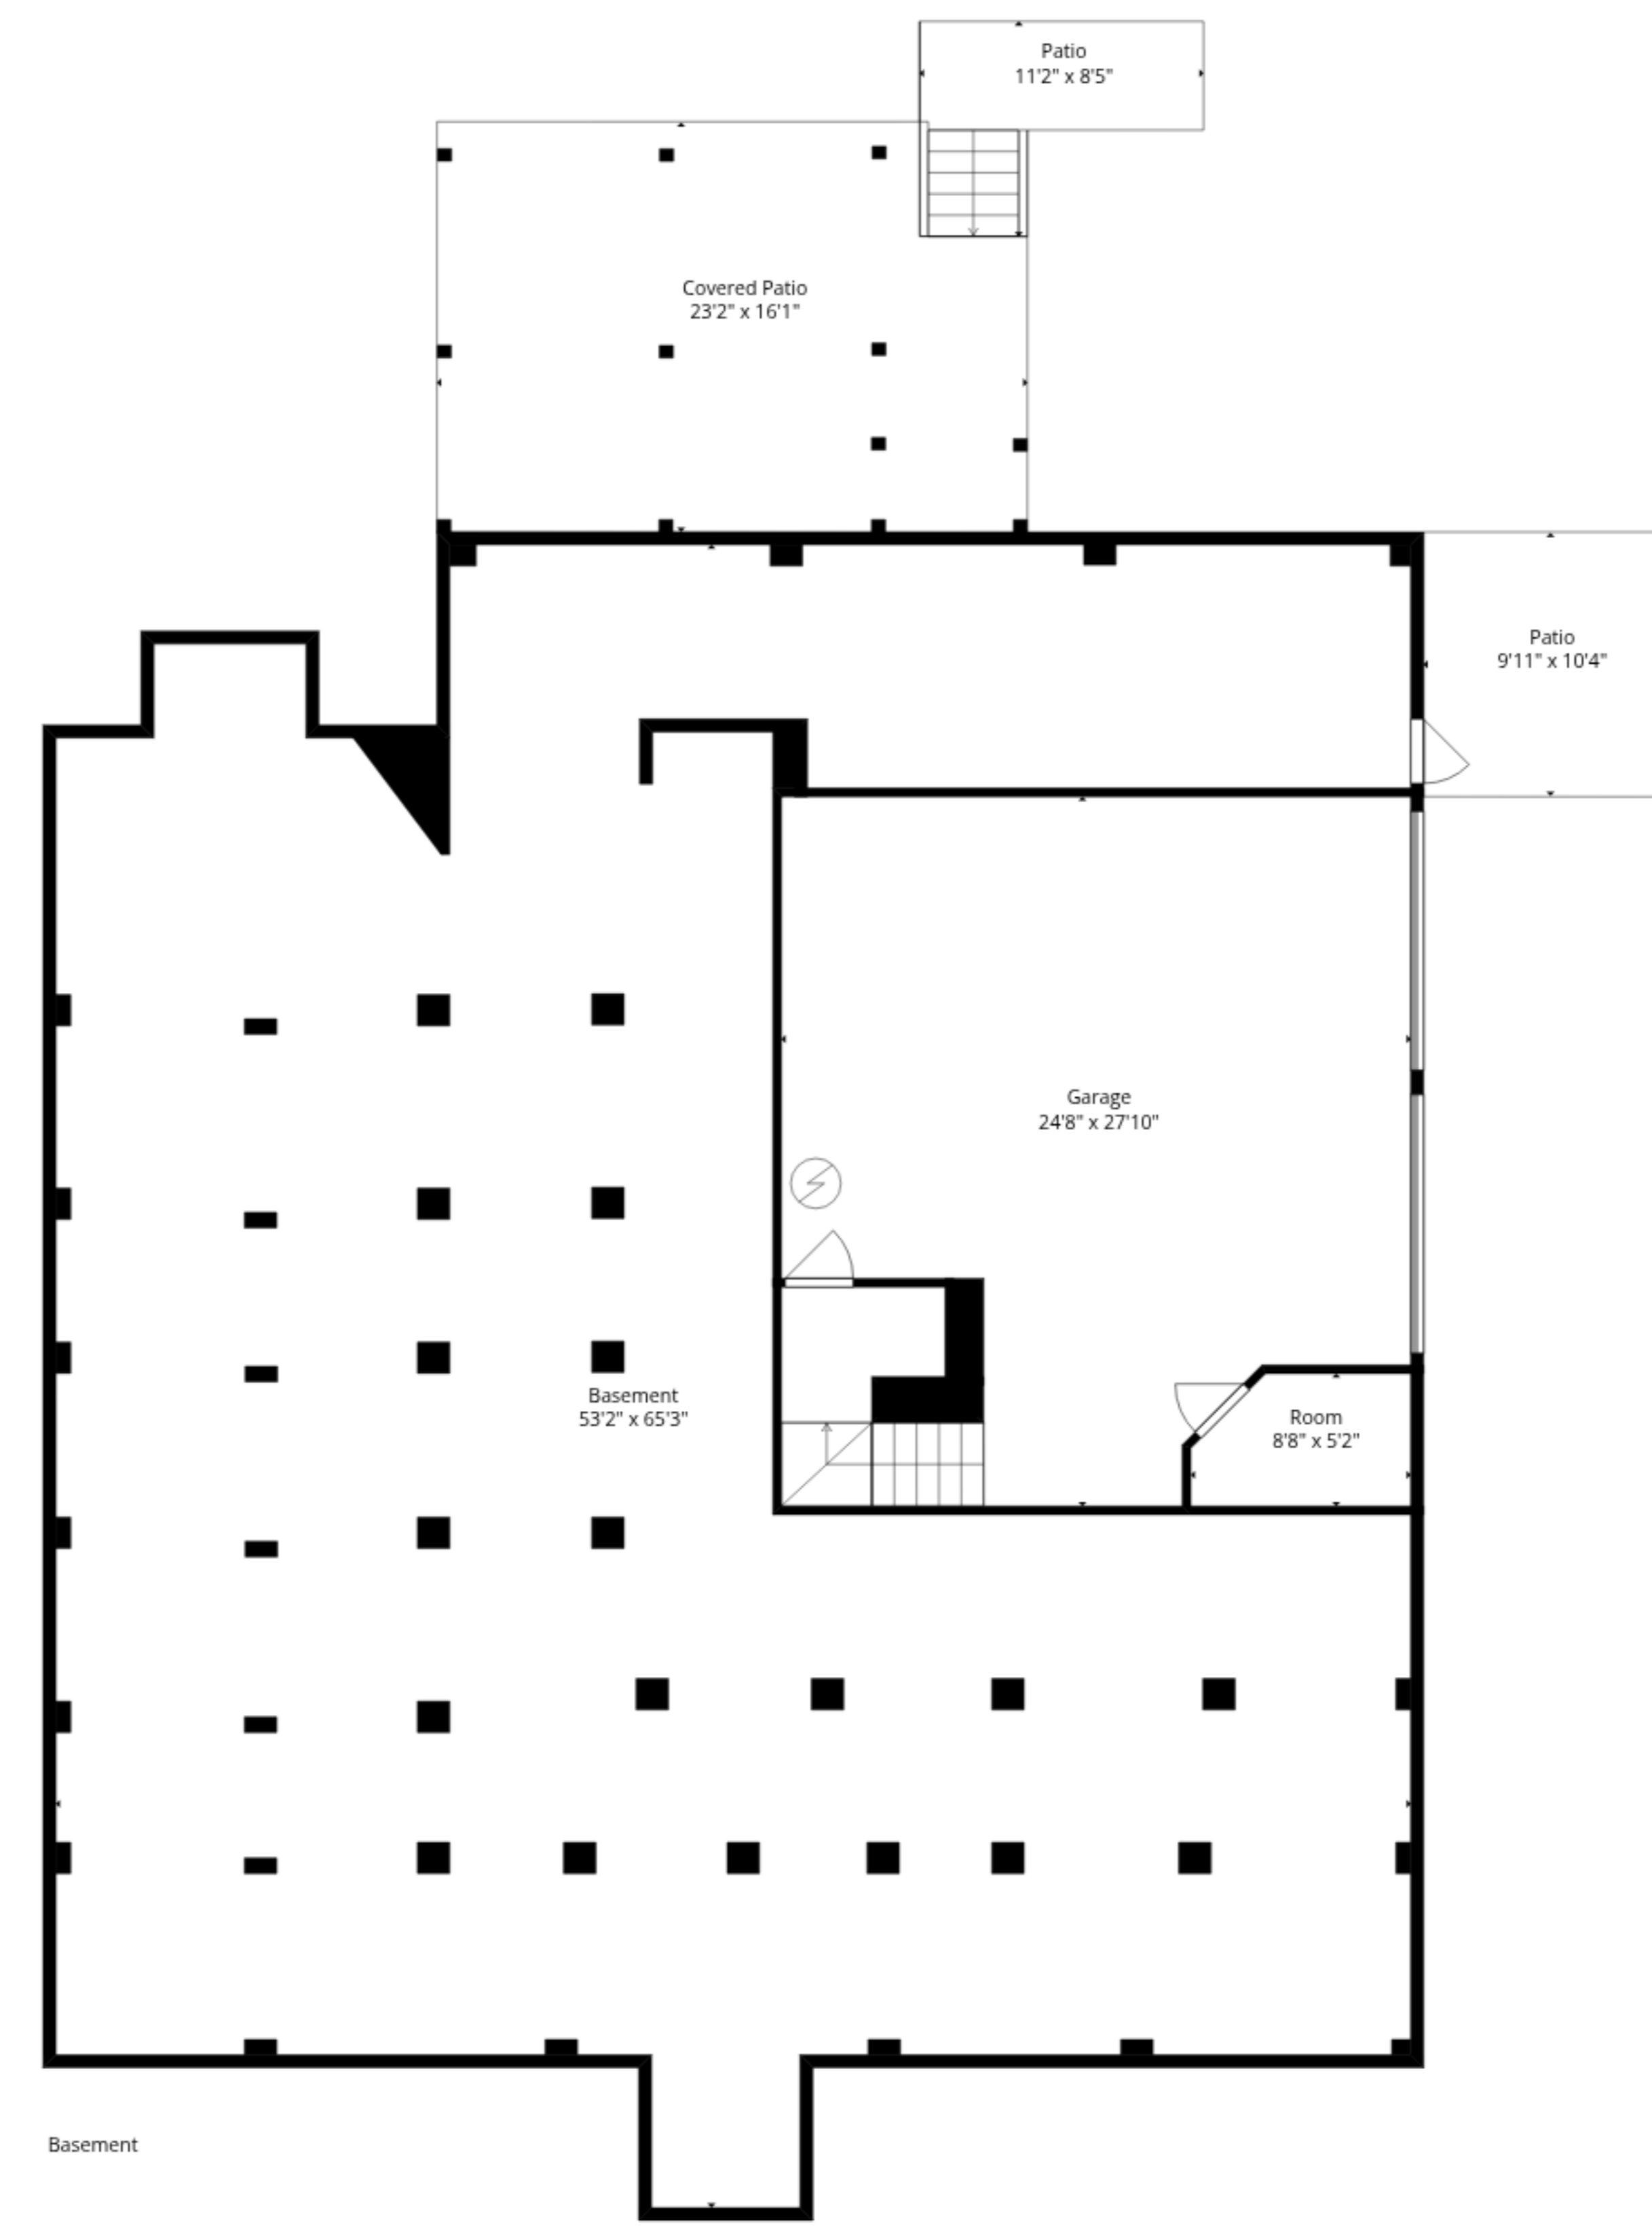 Patio
11'2" x 8'5"
Covered Patio
23'2" x 16'1"
Patio
9'11" x 10'4"
Garage
24'8" x 27'10"
Basement
53'2" x 65'3"
Room
8'8" x 5'2"
Basement